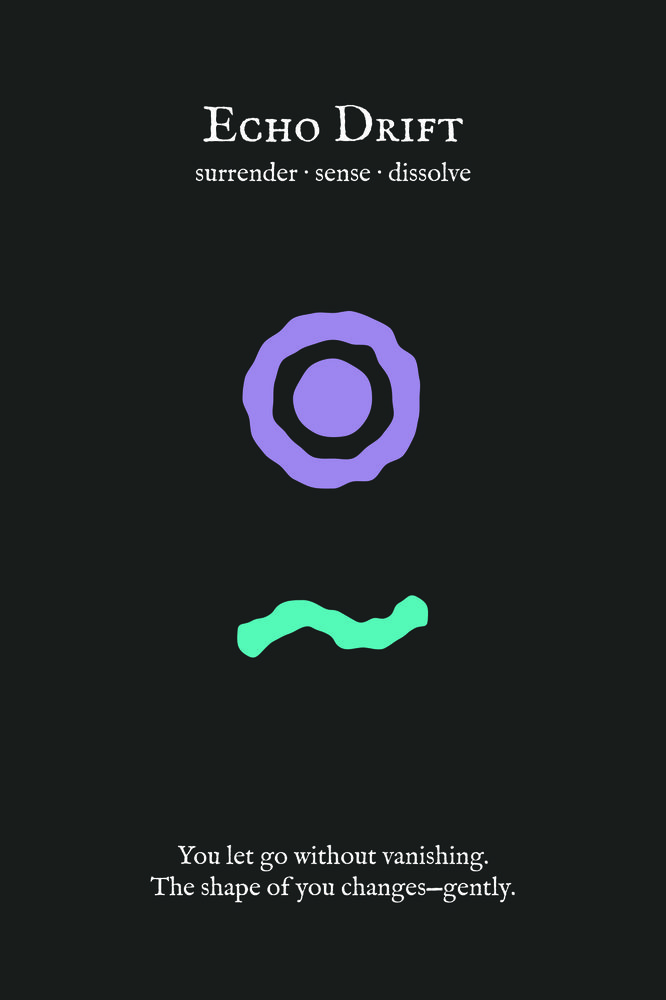 Echo Drift
surrender · sense · dissolve
You let go without vanishing.
The shape of you changes—gently.